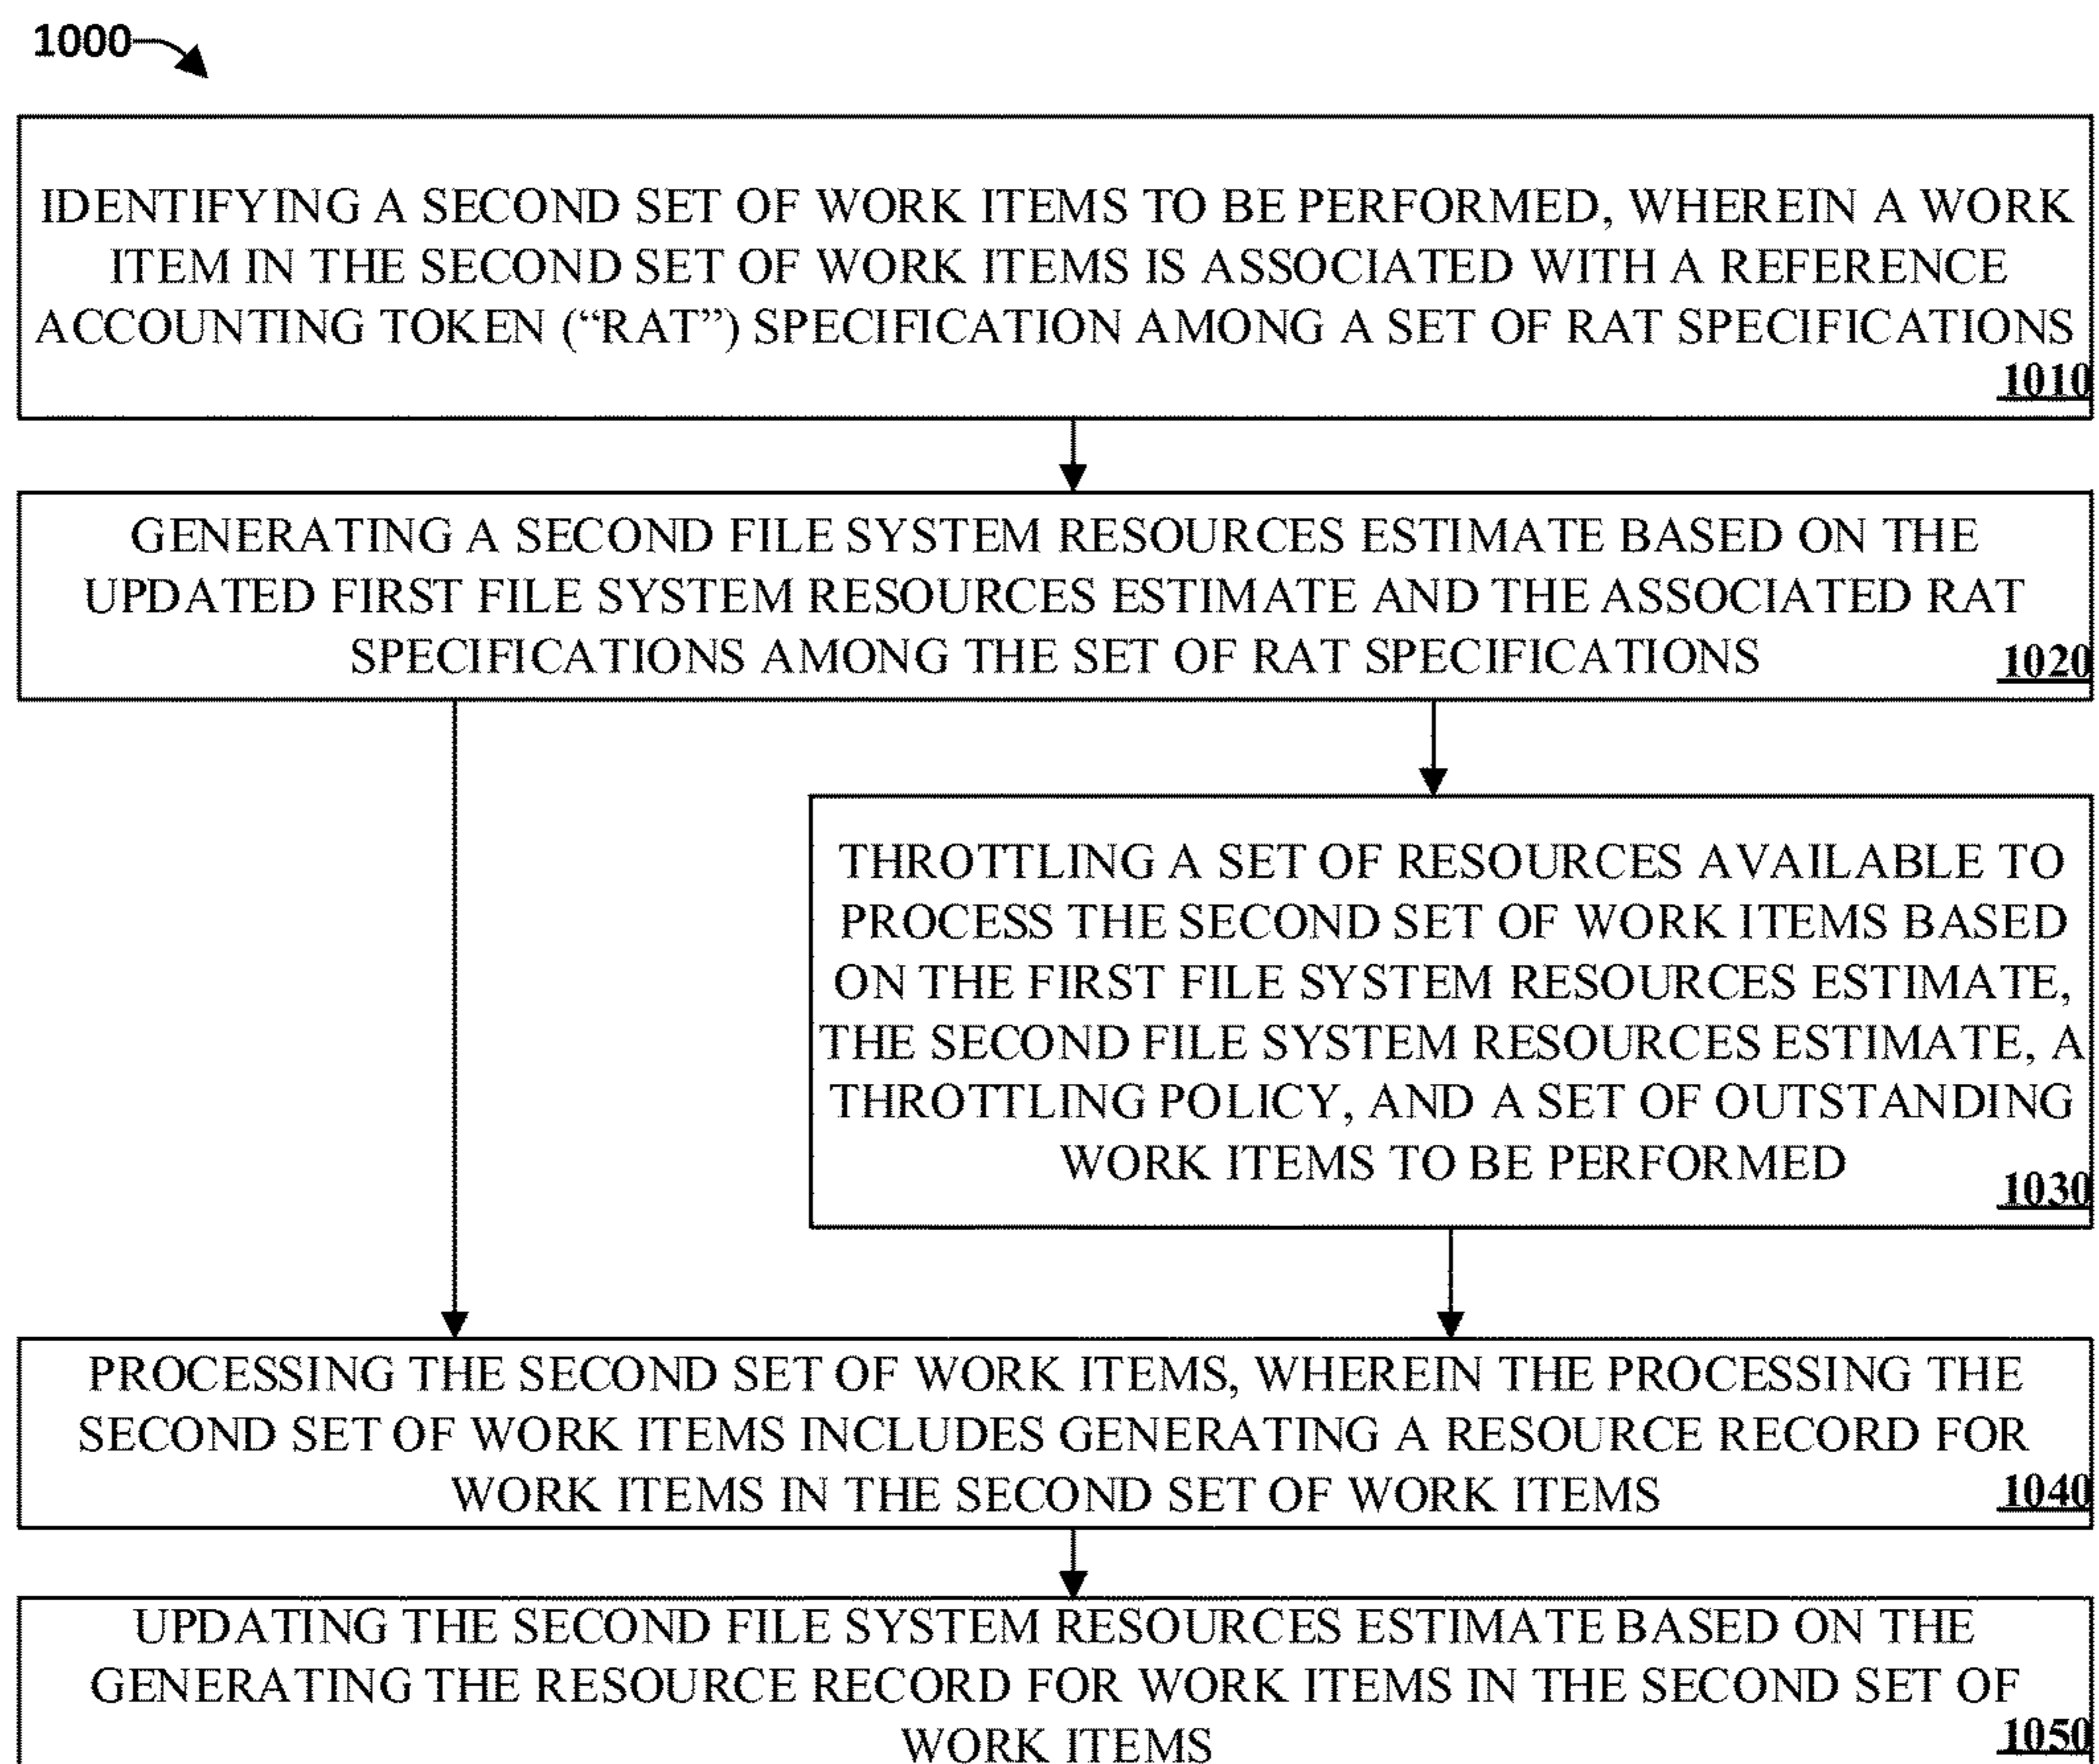 1000
IDENTIFYING A SECOND SET OF WORK ITEMS TO BE PERFORMED, WHEREIN A WORK
ITEM IN THE SECOND SET OF WORK ITEMS IS ASSOCIATED WITH A REFERENCE
ACCOUNTING TOKEN (“RAT”) SPECIFICATION AMONG A SET OF RAT SPECIFICATIONS
1010
GENERATING A SECOND FILE SYSTEM RESOURCES ESTIMATE BASED ON THE
UPDATED FIRST FILE SYSTEM RESOURCES ESTIMATE AND THE ASSOCIATED RAT
SPECIFICATIONS AMONG THE SET OF RAT SPECIFICATIONS
1020
THROTTLING A SET OF RESOURCES AVAILABLE TO
PROCESS THE SECOND SET OF WORK ITEMS BASED
ON THE FIRST FILE SYSTEM RESOURCES ESTIMATE,
THE SECOND FILE SYSTEM RESOURCES ESTIMATE, A
THROTTLING POLICY, AND A SET OF OUTSTANDING
WORK ITEMS TO BE PERFORMED
1030
PROCESSING THE SECOND SET OF WORK ITEMS, WHEREIN THE PROCESSING THE
SECOND SET OF WORK ITEMS INCLUDES GENERATING A RESOURCE RECORD FOR
WORK ITEMS IN THE SECOND SET OF WORK ITEMS
1040
UPDATING THE SECOND FILE SYSTEM RESOURCES ESTIMATE BASED ON THE
GENERATING THE RESOURCE RECORD FOR WORK ITEMS IN THE SECOND SET OF
WORK ITEMS
1050